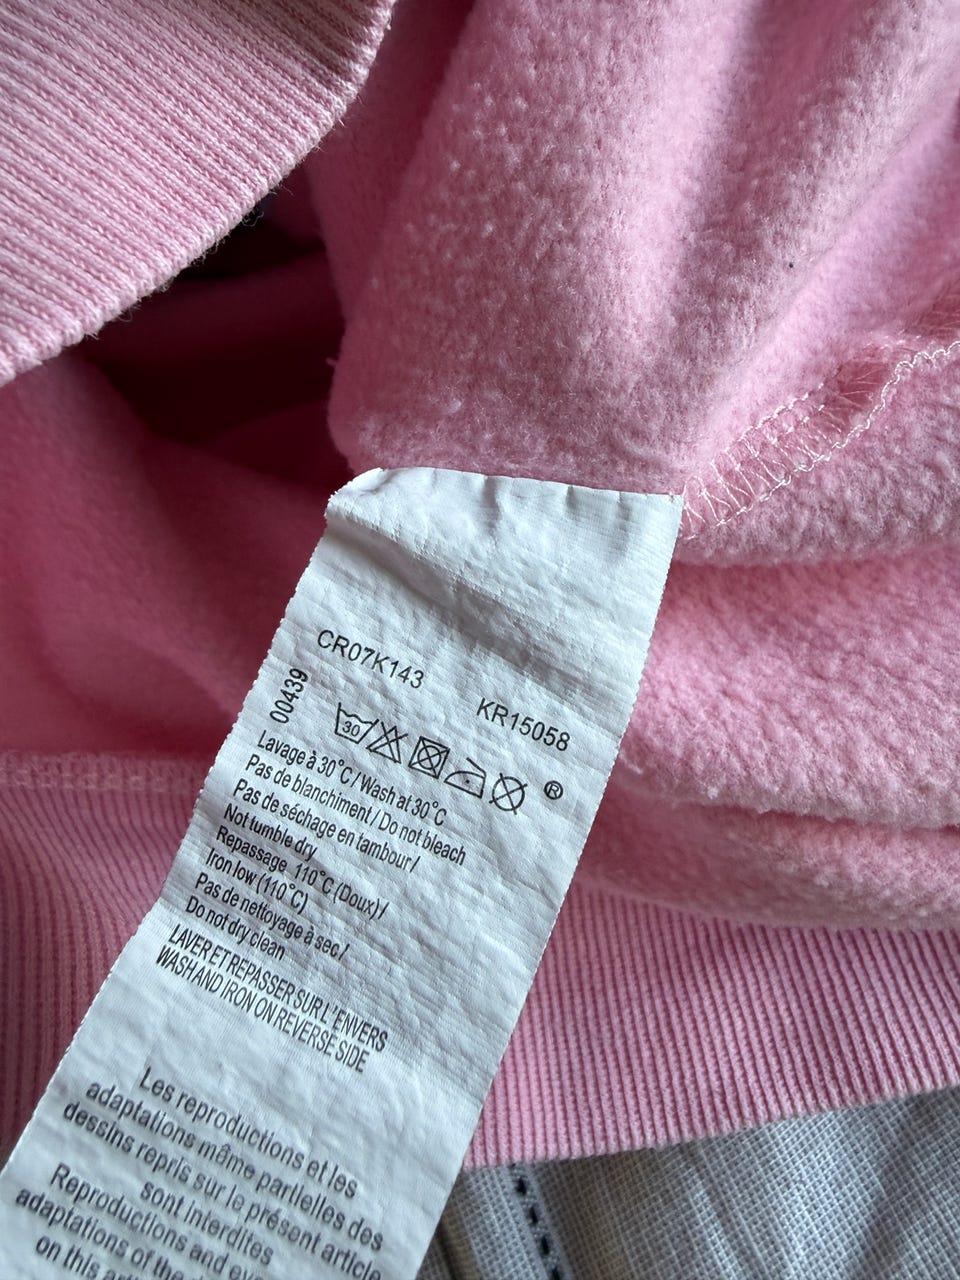 CR07K143
KR15058
00439
30
®
Lavage à 30°C / Wash at 30°C
Pas de blanchiment / Do not bleach
Pas de séchage en tambour /
Not tumble dry
Repassage 110°C (Doux) /
Iron low (110°C)
Pas de nettoyage à sec /
Do not dry clean
LAVER ET REPASSER SUR L'ENVERS
WASH AND IRON ON REVERSE SIDE
Les reproductions et les
adaptations même partielles des
dessins repris sur le présent article
sont interdites
Reproductions and
adaptations of the
on this